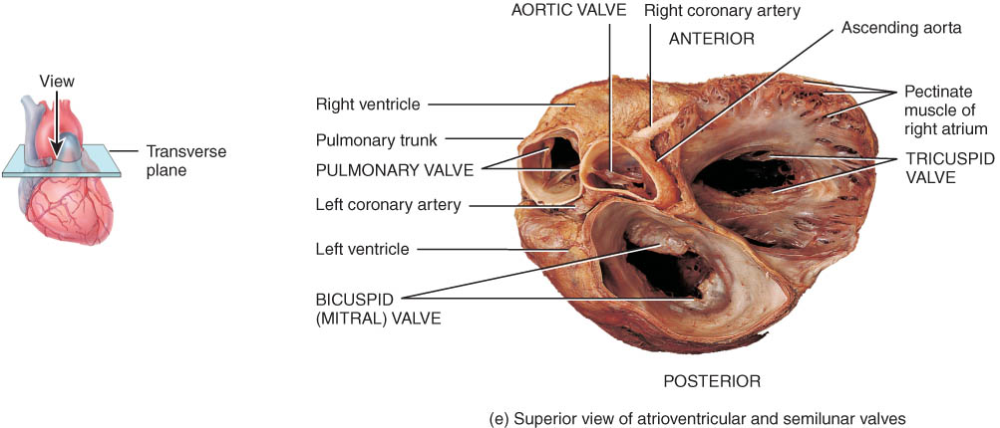 View
Transverse
plane
AORTIC VALVE
Right coronary artery
ANTERIOR
Ascending aorta
Right ventricle
Pulmonary trunk
PULMONARY VALVE
Left coronary artery
Left ventricle
BICUSPID
(MITRAL) VALVE
Pectinate
muscle of
right atrium
TRICUSPID
VALVE
POSTERIOR
(e) Superior view of atrioventricular and semilunar valves